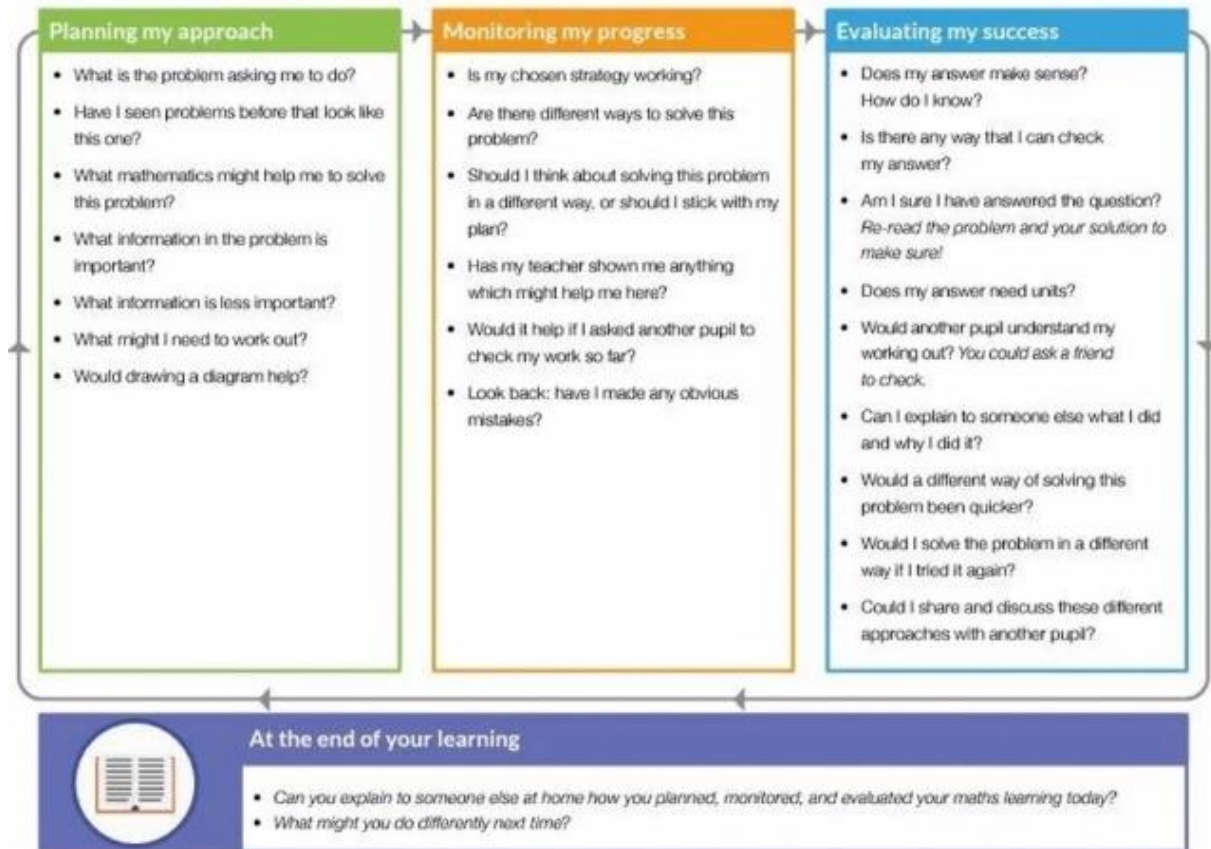 Planning my approach
• What is the problem asking me to do?
• Have I seen problems before that look like
this one?
• What mathematics might help me to solve
this problem?
• What information in the problem is
important?
• What information is less important?
• What might I need to work out?
• Would drawing a diagram help?
Monitoring my progress
• Is my chosen strategy working?
• Are there different ways to solve this
problem?
• Should I think about solving this problem
in a different way, or should I stick with my
plan?
• Has my teacher shown me anything
which might help me here?
• Would it help if I asked another pupil to
check my work so far?
• Look back: have I made any obvious
mistakes?
Evaluating my success
• Does my answer make sense?
How do I know?
• Is there any way that I can check
my answer?
• Am I sure I have answered the question?
Re-read the problem and your solution to
make sure!
• Does my answer need units?
• Would another pupil understand my
working out? You could ask a friend
to check.
• Can I explain to someone else what I did
and why I did it?
• Would a different way of solving this
problem been quicker?
• Would I solve the problem in a different
way if I tried it again?
• Could I share and discuss these different
approaches with another pupil?
At the end of your learning
• Can you explain to someone else at home how you planned, monitored, and evaluated your maths learning today?
• What might you do differently next time?